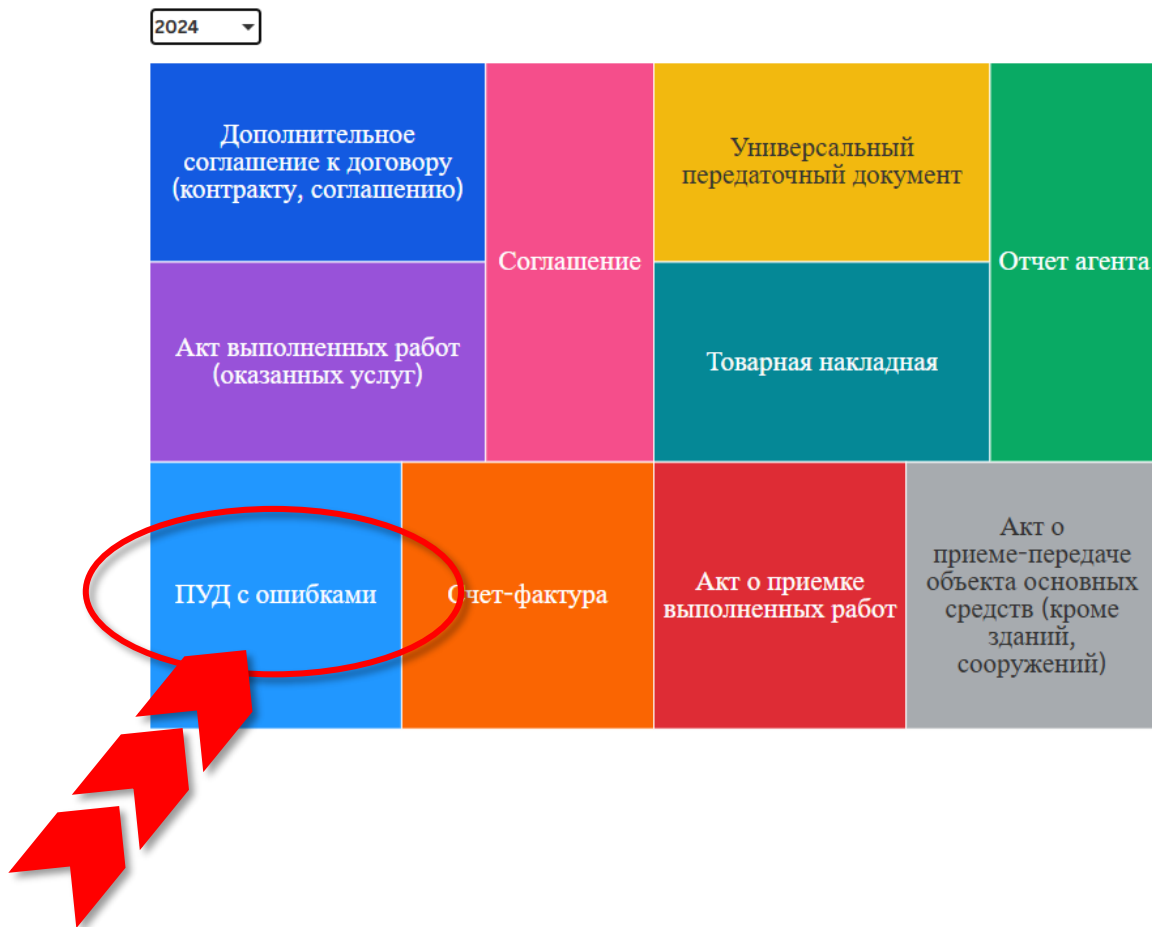 2024
Дополнительное
соглашение к договору
(контракту, соглашению)
Соглашение
Универсальный
передаточный документ
Отчет агента
Акт выполненных работ
(оказанных услуг)
Товарная накладная
ПУД с ошибками
Счет-фактура
Акт о приемке
выполненных работ
Акт о
приеме-передаче
объекта основных
средств (кроме
зданий,
сооружений)